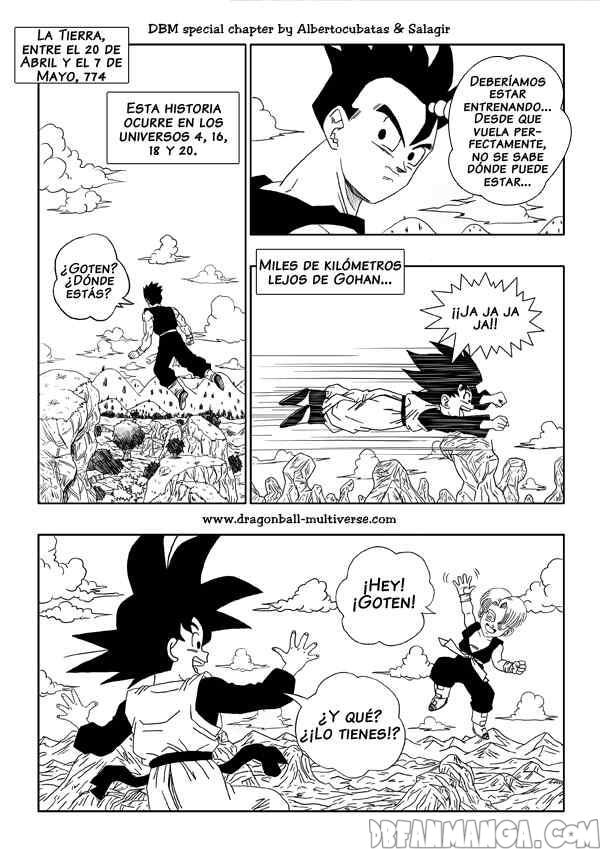 DBM special chapter by Albertocubatas & Salagir
La Tierra,
entre el 20 de
Abril y el 7 de
Mayo, 774
Esta historia
ocurre en los
universos 4, 16,
18 y 20.
¿Goten?
¿Dónde
estás?
Deberíamos
estar
entrenando...
Desde que
vuela per-
fectamente,
no se sabe
dónde puede
estar...
Miles de kilómetros
lejos de Gohan...
¡¡Ja ja ja
ja!!
www.dragonball-multiverse.com
¡Hey!
¡Goten!
¿Y qué?
¿¡Lo tienes!?
DBFANMANGA.COM